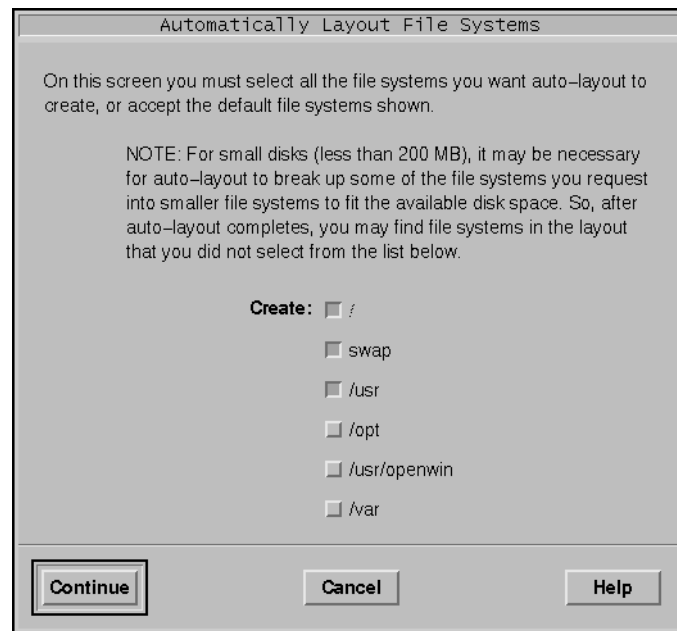 Automatically Layout File Systems
On this screen you must select all the file systems you want auto–layout to
create, or accept the default file systems shown.
NOTE: For small disks (less than 200 MB), it may be necessary
for auto–layout to break up some of the file systems you request
into smaller file systems to fit the available disk space. So, after
auto–layout completes, you may find file systems in the layout
that you did not select from the list below.
Create: /
swap
/usr
/opt
/usr/openwin
/var
Continue Cancel Help